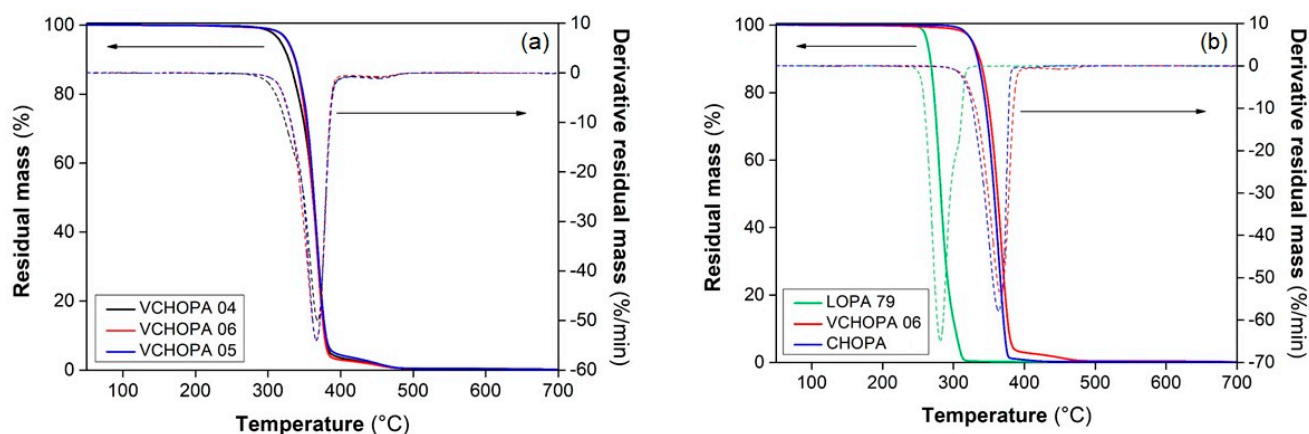 (a)
100
80
60
40
20
0
Residual mass (%)
10
0
-10
-20
-30
-40
-50
-60
Derivative residual mass (%/min)
VCHOPA 04
VCHOPA 06
VCHOPA 05
100 200 300 400 500 600 700
Temperature (°C)
(b)
100
80
60
40
20
0
Residual mass (%)
10
0
-10
-20
-30
-40
-50
-60
-70
Derivative residual mass (%/min)
LOPA 79
VCHOPA 06
CHOPA
100 200 300 400 500 600 700
Temperature (°C)